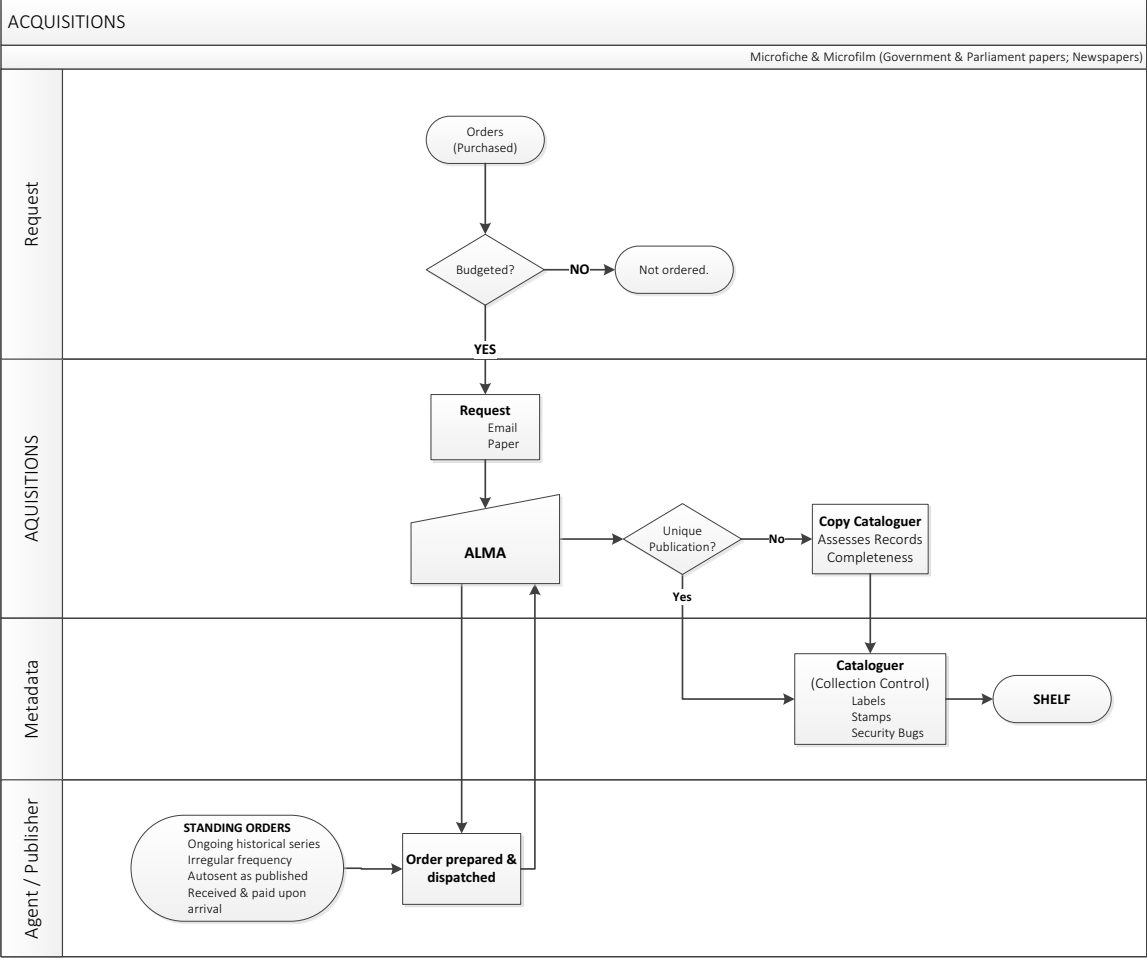 ACQUISITIONS
Microfiche & Microfilm (Government & Parliament papers; Newspapers)
Request
Orders
(Purchased)
Budgeted?
NO
Not ordered.
YES
AQUISITIONS
Request
Email
Paper
ALMA
Unique
Publication?
No
Copy Cataloguer
Assesses Records
Completeness
Yes
Metadata
Cataloguer
(Collection Control)
Labels
Stamps
Security Bugs
SHELF
Agent / Publisher
STANDING ORDERS
Ongoing historical series
Irregular frequency
Autosent as published
Received & paid upon
arrival
Order prepared &
dispatched